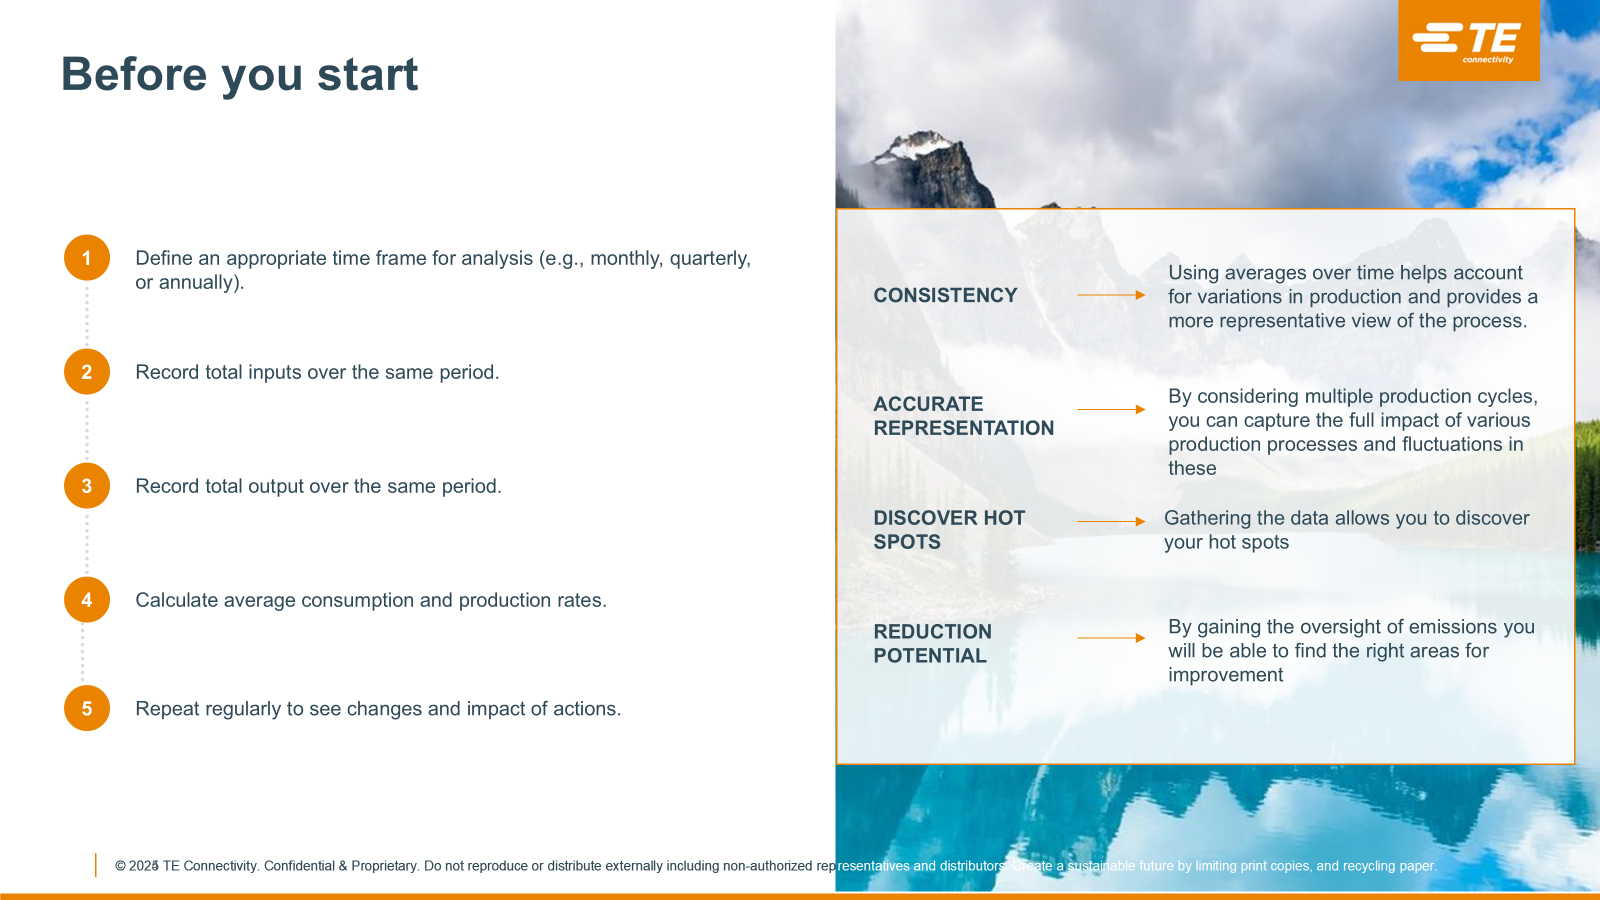 TE
connectivity
Before you start
1
Define an appropriate time frame for analysis (e.g., monthly, quarterly,
or annually).
2
Record total inputs over the same period.
3
Record total output over the same period.
4
Calculate average consumption and production rates.
5
Repeat regularly to see changes and impact of actions.
CONSISTENCY
Using averages over time helps account
for variations in production and provides a
more representative view of the process.
ACCURATE
REPRESENTATION
By considering multiple production cycles,
you can capture the full impact of various
production processes and fluctuations in
these
DISCOVER HOT
SPOTS
Gathering the data allows you to discover
your hot spots
REDUCTION
POTENTIAL
By gaining the oversight of emissions you
will be able to find the right areas for
improvement
© TE Connectivity. Confidential & Proprietary. Do not reproduce or distribute externally including non-authorized representatives and distributors. Create a sustainable future by limiting print copies, and recycling paper.